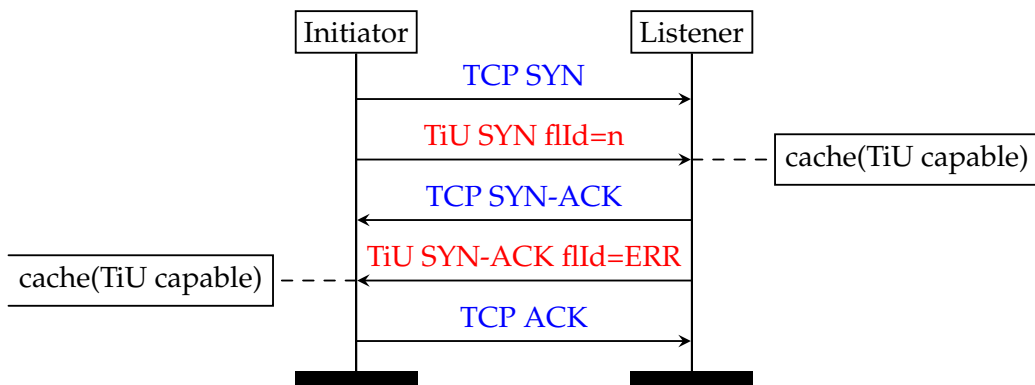 Initiator
Listener
TCP SYN
TiU SYN flId=n
cache(TiU capable)
TCP SYN-ACK
TiU SYN-ACK flId=ERR
cache(TiU capable)
TCP ACK